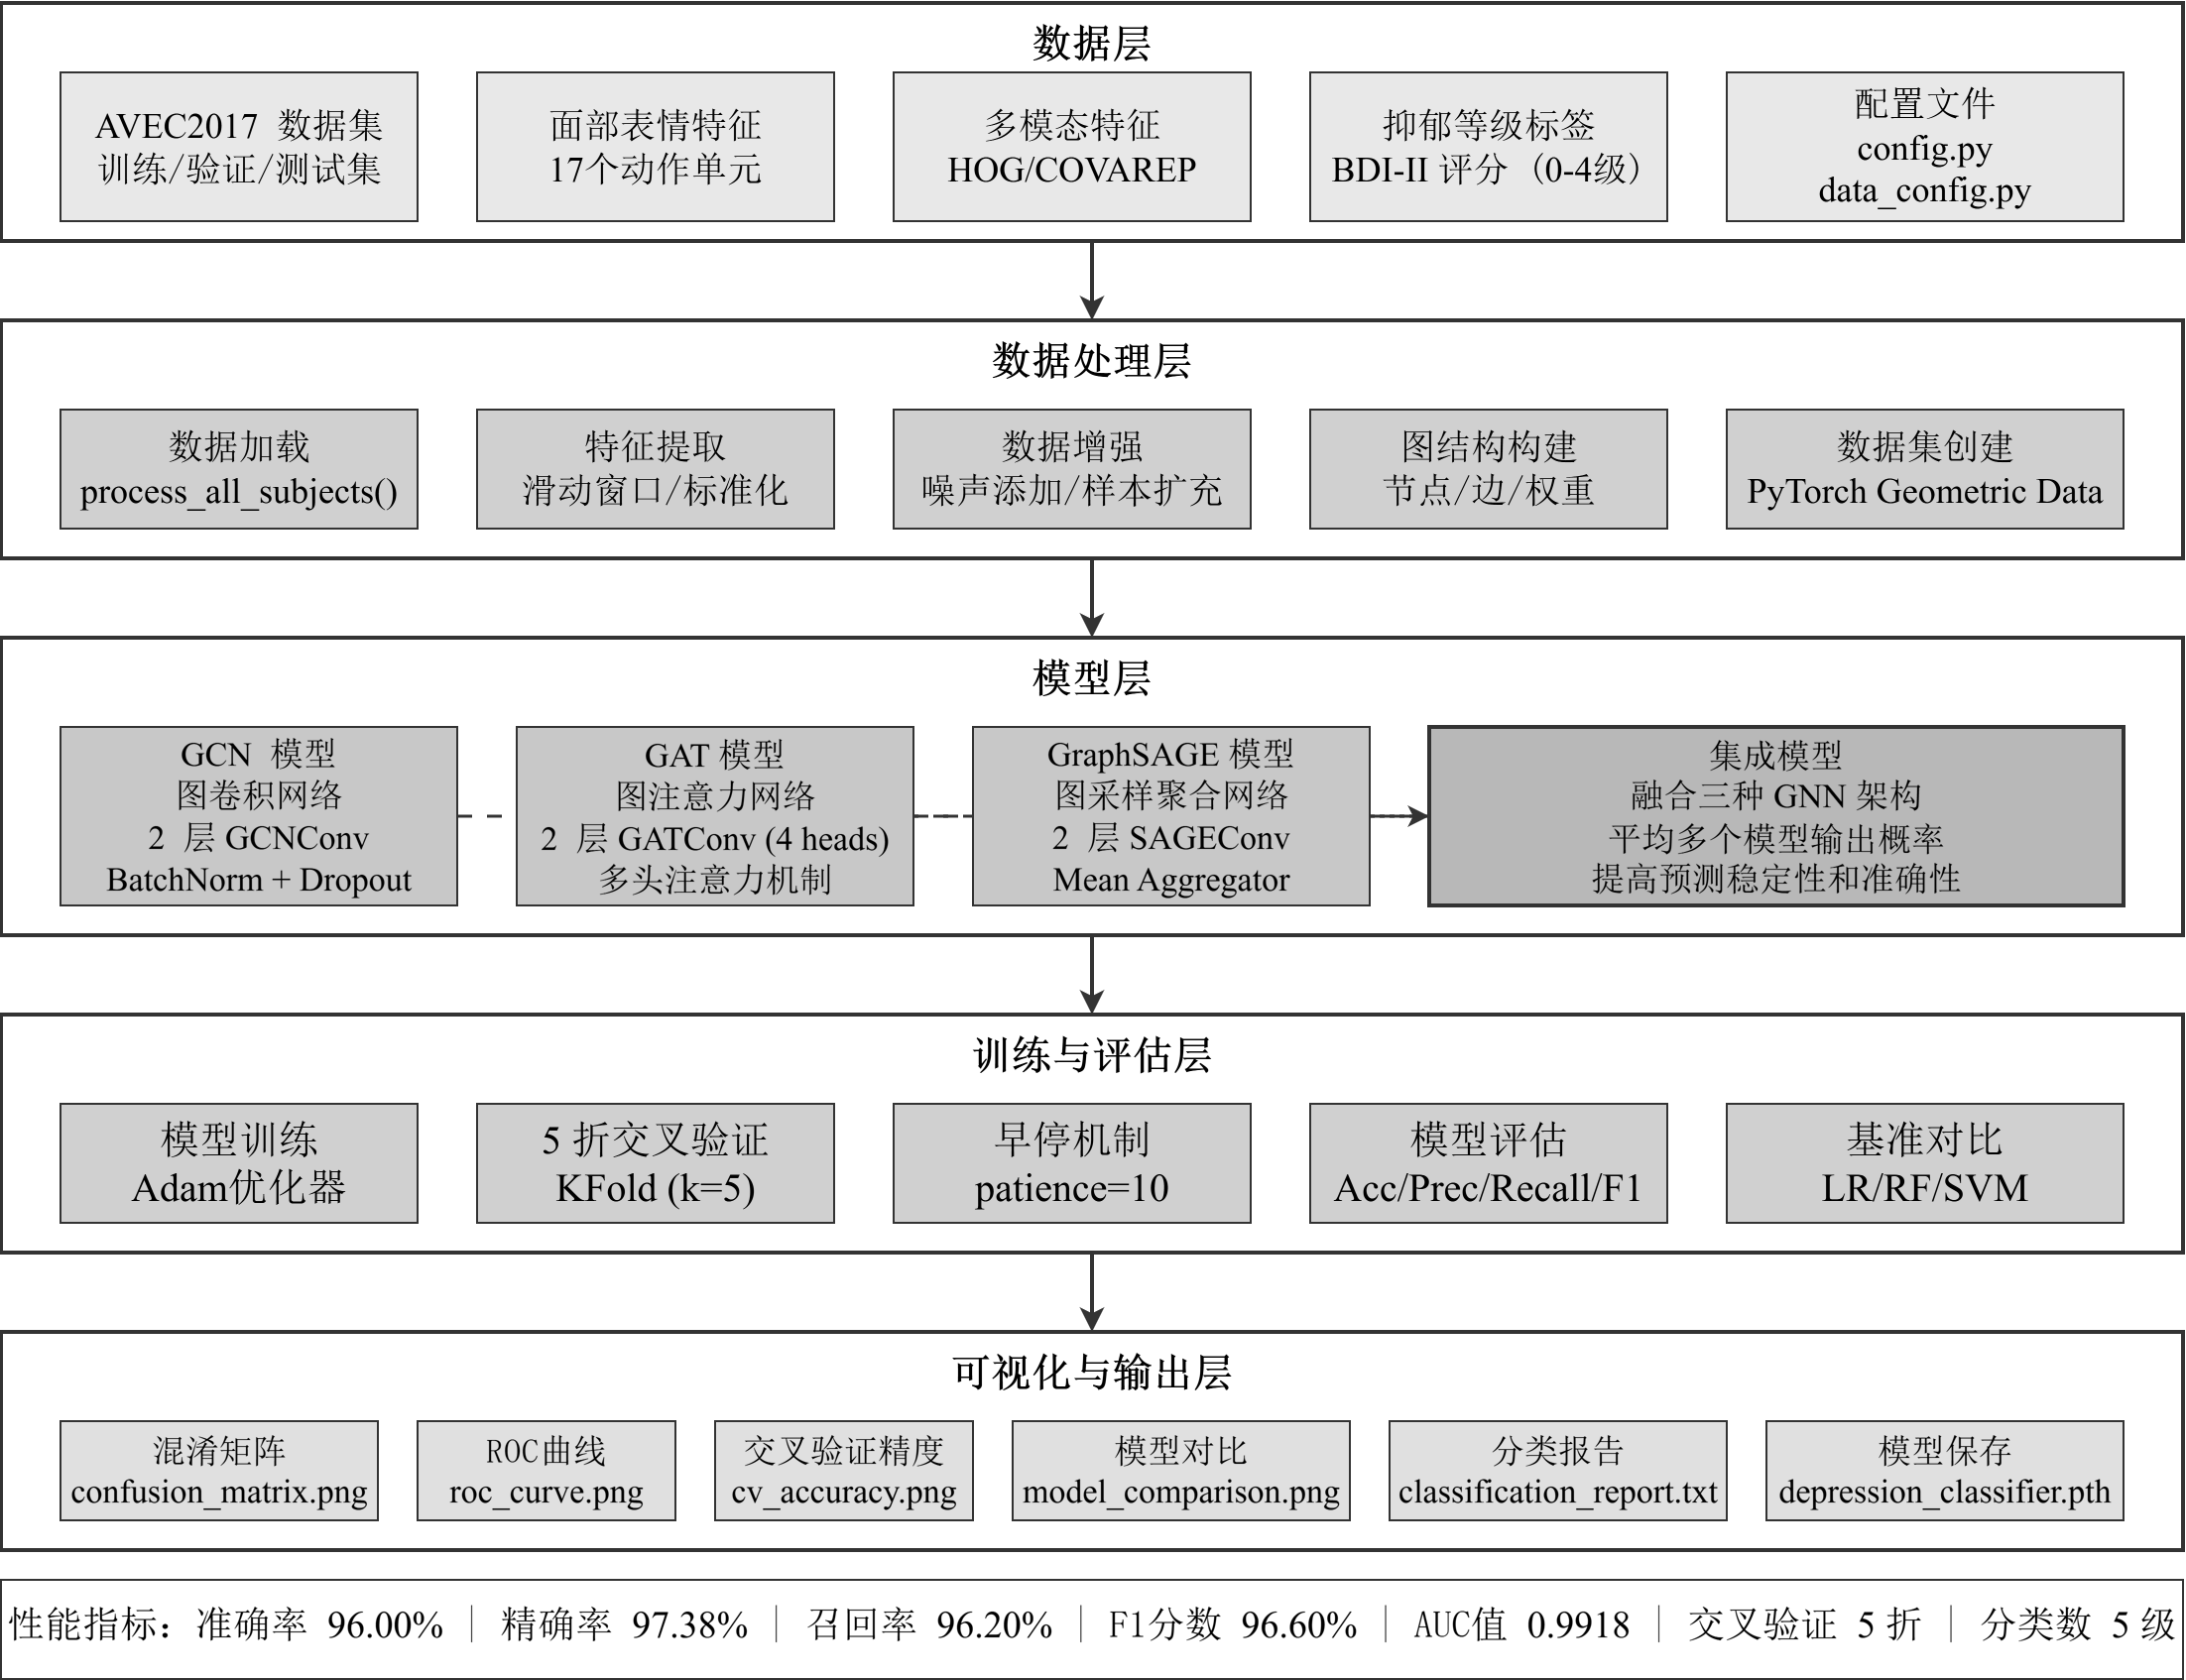 数据层
AVEC2017 数据集
训练/验证/测试集
面部表情特征
17个动作单元
多模态特征
HOG/COVAREP
抑郁等级标签
BDI-II 评分（0-4级）
配置文件
config.py
data_config.py
数据处理层
数据加载
process_all_subjects()
特征提取
滑动窗口/标准化
数据增强
噪声添加/样本扩充
图结构构建
节点/边/权重
数据集创建
PyTorch Geometric Data
模型层
GCN 模型
图卷积网络
2 层 GCNConv
BatchNorm + Dropout
GAT 模型
图注意力网络
2 层 GATConv (4 heads)
多头注意力机制
GraphSAGE 模型
图采样聚合网络
2 层 SAGEConv
Mean Aggregator
集成模型
融合三种 GNN 架构
平均多个模型输出概率
提高预测稳定性和准确性
训练与评估层
模型训练
Adam优化器
5 折交叉验证
KFold (k=5)
早停机制
patience=10
模型评估
Acc/Prec/Recall/F1
基准对比
LR/RF/SVM
可视化与输出层
混淆矩阵
confusion_matrix.png
ROC曲线
roc_curve.png
交叉验证精度
cv_accuracy.png
模型对比
model_comparison.png
分类报告
classification_report.txt
模型保存
depression_classifier.pth
性能指标：准确率 96.00% | 精确率 97.38% | 召回率 96.20% | F1分数 96.60% | AUC值 0.9918 | 交叉验证 5 折 | 分类数 5 级